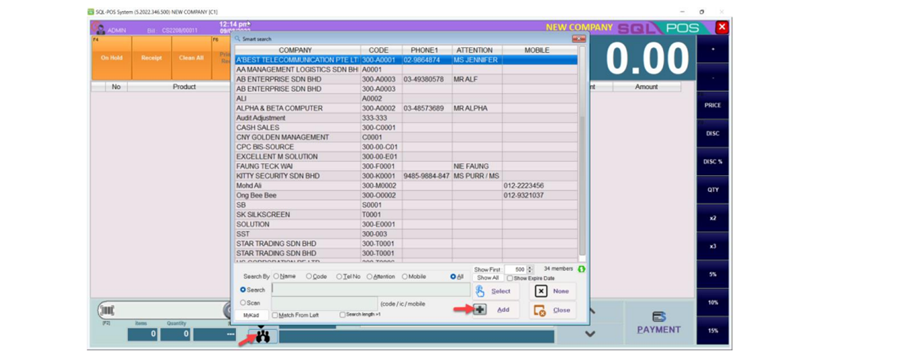 SQL-POS System (5.2022,346,500) NEW COMPANY [C1]
ADMIN
12:14 pm*
NEW COMPANY SQL POS
F4
On Hold
Receipt
Clear All
F8
0.00
No
Product
Amount
PRICE
DISC
DISC %
QTY
x2
x3
5%
10%
15%
Smart search
COMPANY CODE PHONE1 ATTENTION MOBILE
A'BEST TELECOMMUNICATION PTE LT 300-A0001 02-9864874 MS JENNIFER
AA MANAGEMENT LOGISTICS SDN BH A0001
AB ENTERPRISE SDN BHD 300-A0003 03-49380578 MR ALF
AB ENTERPRISE SDN BHD 300-A0003
ALI A0002
ALPHA & BETA COMPUTER 300-A0002 03-48573689 MR ALPHA
Audit Adjustment 333-333
CASH SALES 300-C0001
CNY GOLDEN MANAGEMENT C0001
CPC BIS-SOURCE 300-00-C01
EXCELLENT M SOLUTION 300-00-E01
FAUNG TECK WAI 300-F0001 NIE FAUNG
KITTY SECURITY SDN BHD 300-K0001 9485-9884-847 MS PURR / MS
Mohd Ali 300-M0002 012-2223456
Ong Bee Bee 300-O0002 012-9321037
SB S0001
SK SILKSCREEN T0001
SOLUTION 300-E0001
SST 300-003
STAR TRADING SDN BHD 300-T0001
STAR TRADING SDN BHD 300-T0001
Search By Name Code Tel No Attention Mobile All
Show First 500 34 members
Show All Show Expire Date
Search
Select
None
Scan
(code / ic / mobile
Add
Close
MyKad
Match From Left
Search length >1
Items
Quantity
0
0
PAYMENT